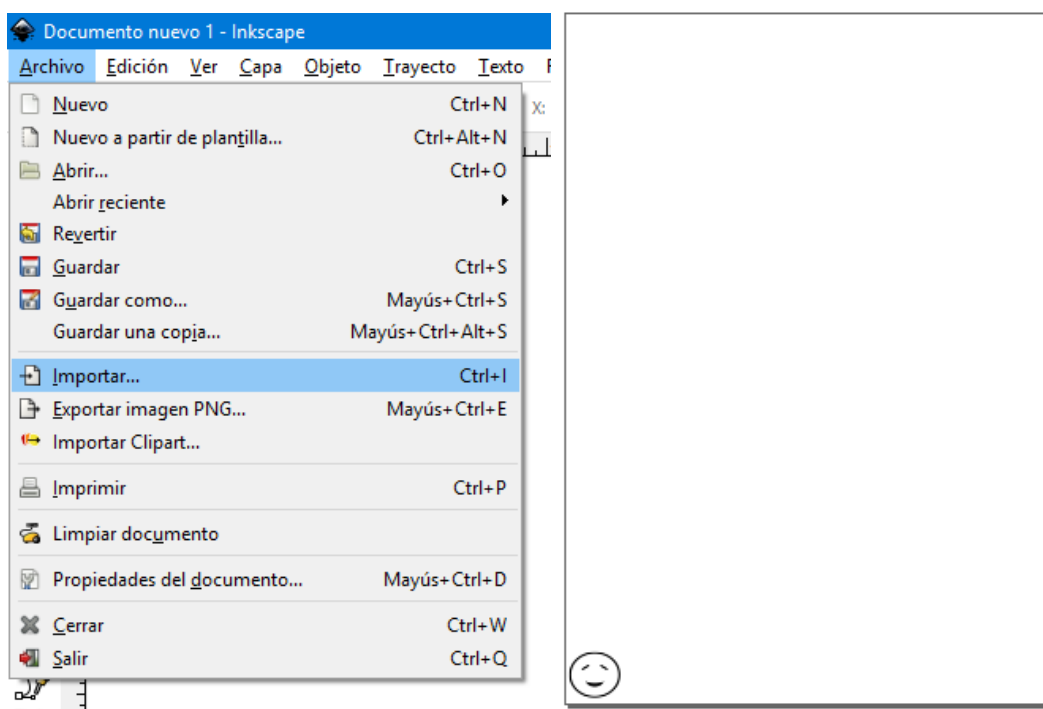 Documento nuevo 1 - Inkscape
Archivo Edición Ver Capa Objeto Trayecto Texto
Nuevo Ctrl+N
X:
Nuevo a partir de plantilla... Ctrl+Alt+N
Abrir... Ctrl+O
Abrir reciente
Revertir
Guardar Ctrl+S
Guardar como... Mayús+Ctrl+S
Guardar una copia... Mayús+Ctrl+Alt+S
Importar... Ctrl+I
Exportar imagen PNG... Mayús+Ctrl+E
Importar Clipart...
Imprimir Ctrl+P
Limpiar documento
Propiedades del documento... Mayús+Ctrl+D
Cerrar Ctrl+W
Salir Ctrl+Q